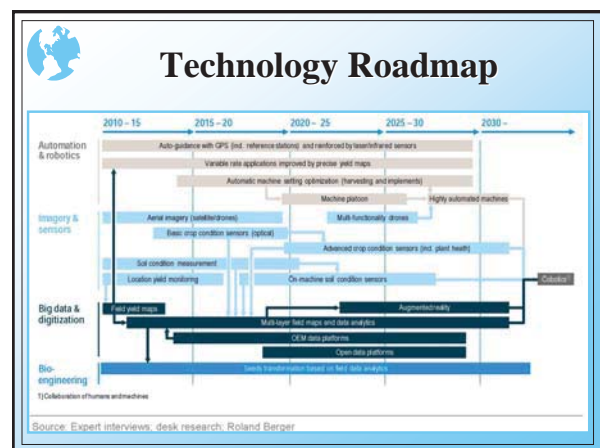 Technology Roadmap
2010 – 15 2015 – 20 2020 – 25 2025 – 30 2030 –
Automation & robotics
Auto-guidance with GPS (incl. reference stations) and reinforced by laser/infrared sensors
Variable rate applications improved by precise yield maps
Automatic machine setting optimization (harvesting and implements)
Machine platoon
Highly automated machines
Imagery & sensors
Aerial imagery (satellite/drones)
Multi-functionality drones
Basic crop condition sensors (optical)
Advanced crop condition sensors (incl. plant health)
Soil condition measurement
Location yield monitoring
On-machine soil condition sensors
Cobotics¹⁾
Big data & digitization
Field yield maps
Augmented reality
Multi-layer field maps and data analytics
OEM data platforms
Open data platforms
Bio-engineering
Seeds transformation based on field data analytics
1) Collaboration of humans and machines
Source: Expert interviews; desk research; Roland Berger